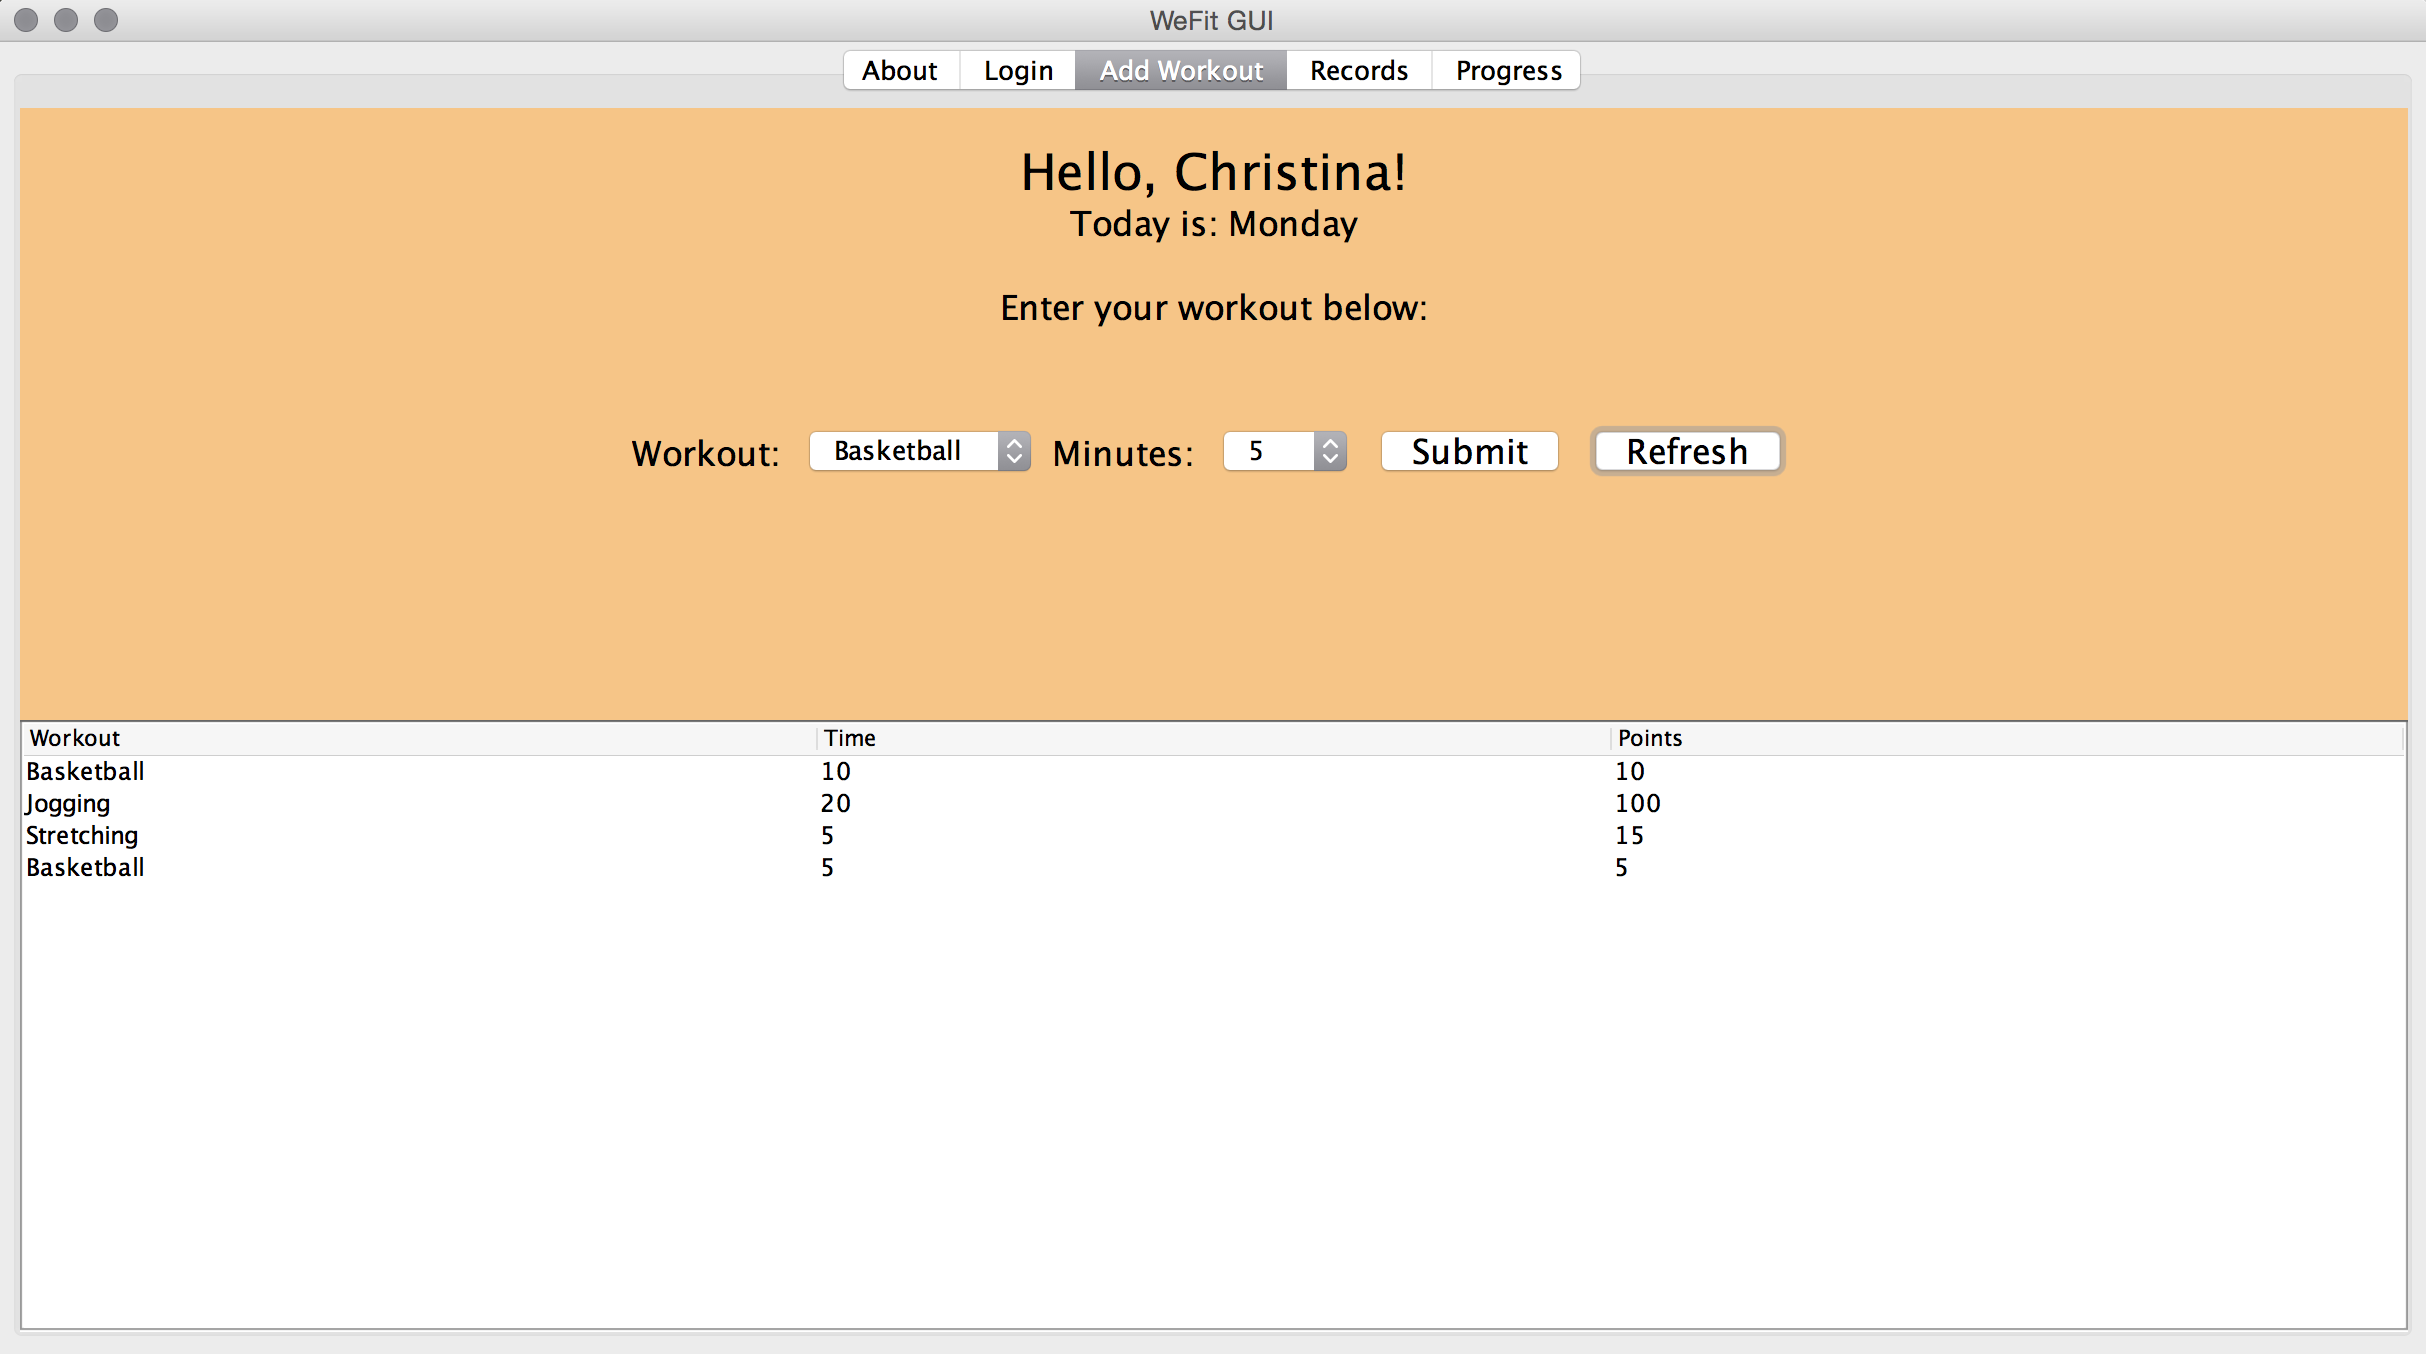 WeFit GUI
About Login Add Workout Records Progress
Hello, Christina!
Today is: Monday
Enter your workout below:
Workout: Basketball Minutes: 5 Submit Refresh
Workout Time Points
Basketball 10 10
Jogging 20 100
Stretching 5 15
Basketball 5 5